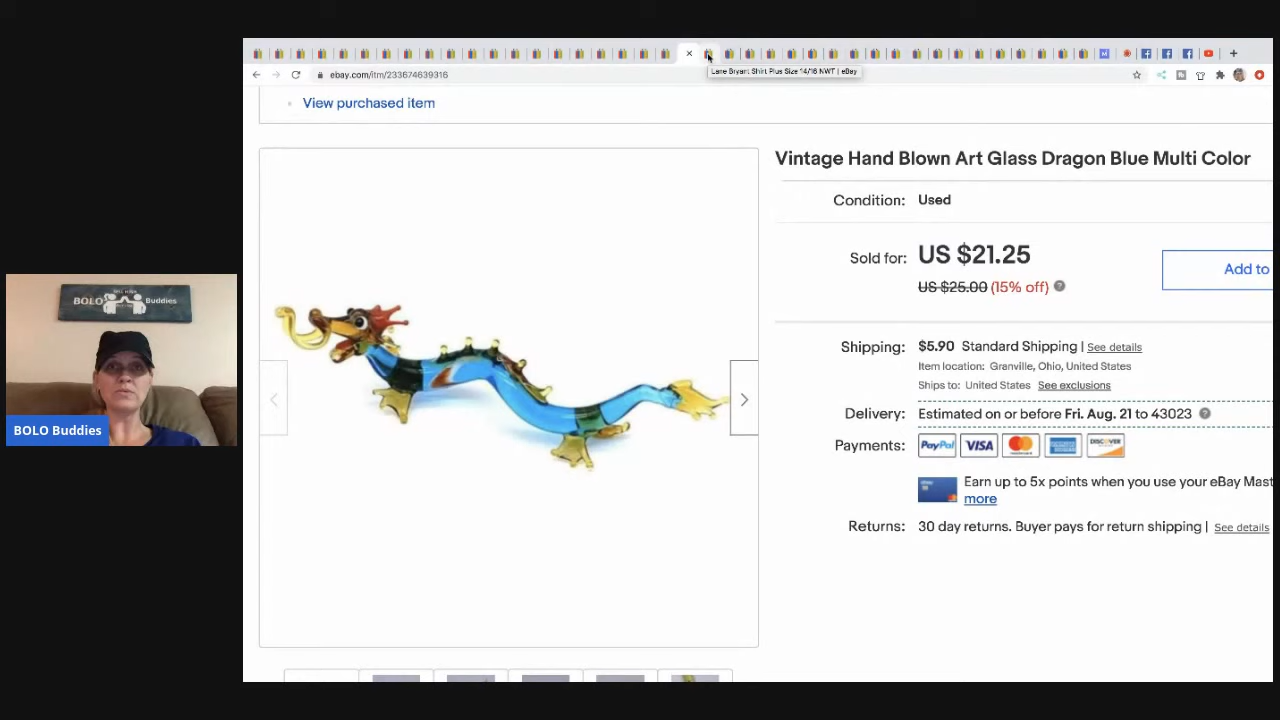 Lane Bryant Shirt Plus Size 14/16 NWT | eBay
ebay.com/itm/233674639316
View purchased item
Vintage Hand Blown Art Glass Dragon Blue Multi Color
Condition: Used
Sold for: US $21.25
US $25.00 (15% off)
Add to
Shipping: $5.90 Standard Shipping | See details
Item location: Granville, Ohio, United States
Ships to: United States See exclusions
Delivery: Estimated on or before Fri. Aug. 21 to 43023
Payments: PayPal VISA MasterCard DISCOVER
Earn up to 5x points when you use your eBay Mast
more
Returns: 30 day returns. Buyer pays for return shipping | See details
BOLO Buddies
BOLO Buddies